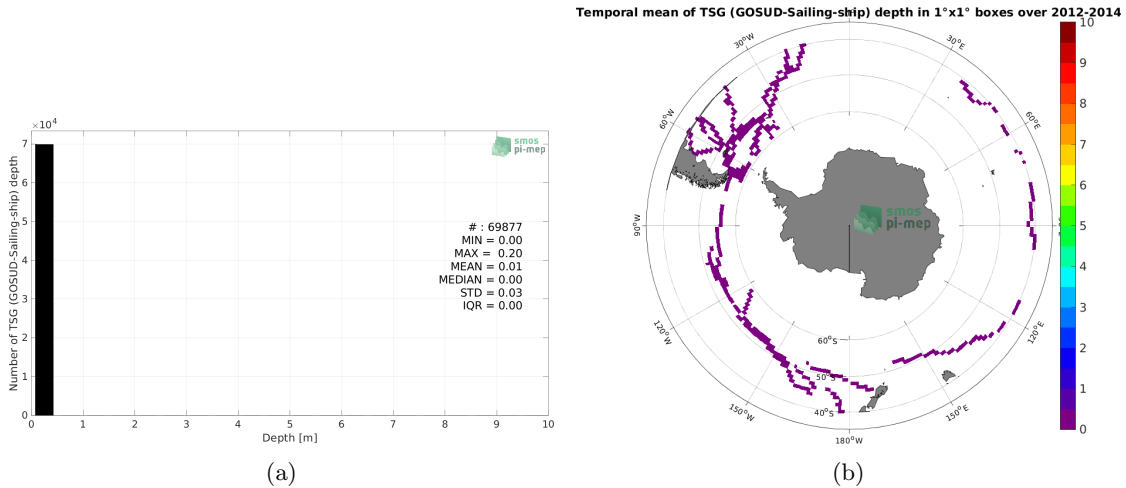 ×10⁴
7
6
5
4
3
2
1
0
Number of TSG (GOSUD-Sailing-ship) depth
smos
pi-mep
# : 69877
MIN = 0.00
MAX = 0.20
MEAN = 0.01
MEDIAN = 0.00
STD = 0.03
IQR = 0.00
0 1 2 3 4 5 6 7 8 9 10
Depth [m]
(a)
Temporal mean of TSG (GOSUD-Sailing-ship) depth in 1°x1° boxes over 2012-2014
30°W
30°E
60°W
60°E
90°W
smos
pi-mep
120°W
120°E
60°S
50°S
40°S
150°W
150°E
180°W
10
9
8
7
6
5
4
3
2
1
0
(b)